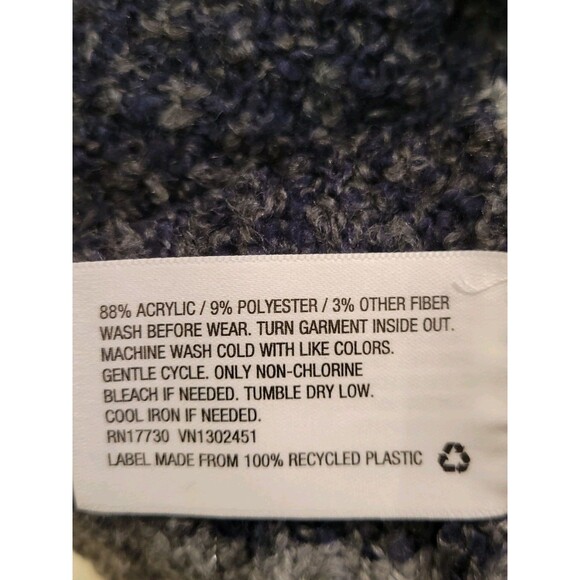 88% ACRYLIC / 9% POLYESTER / 3% OTHER FIBER
WASH BEFORE WEAR. TURN GARMENT INSIDE OUT.
MACHINE WASH COLD WITH LIKE COLORS.
GENTLE CYCLE. ONLY NON-CHLORINE
BLEACH IF NEEDED. TUMBLE DRY LOW.
COOL IRON IF NEEDED.
RN17730 VN1302451
LABEL MADE FROM 100% RECYCLED PLASTIC